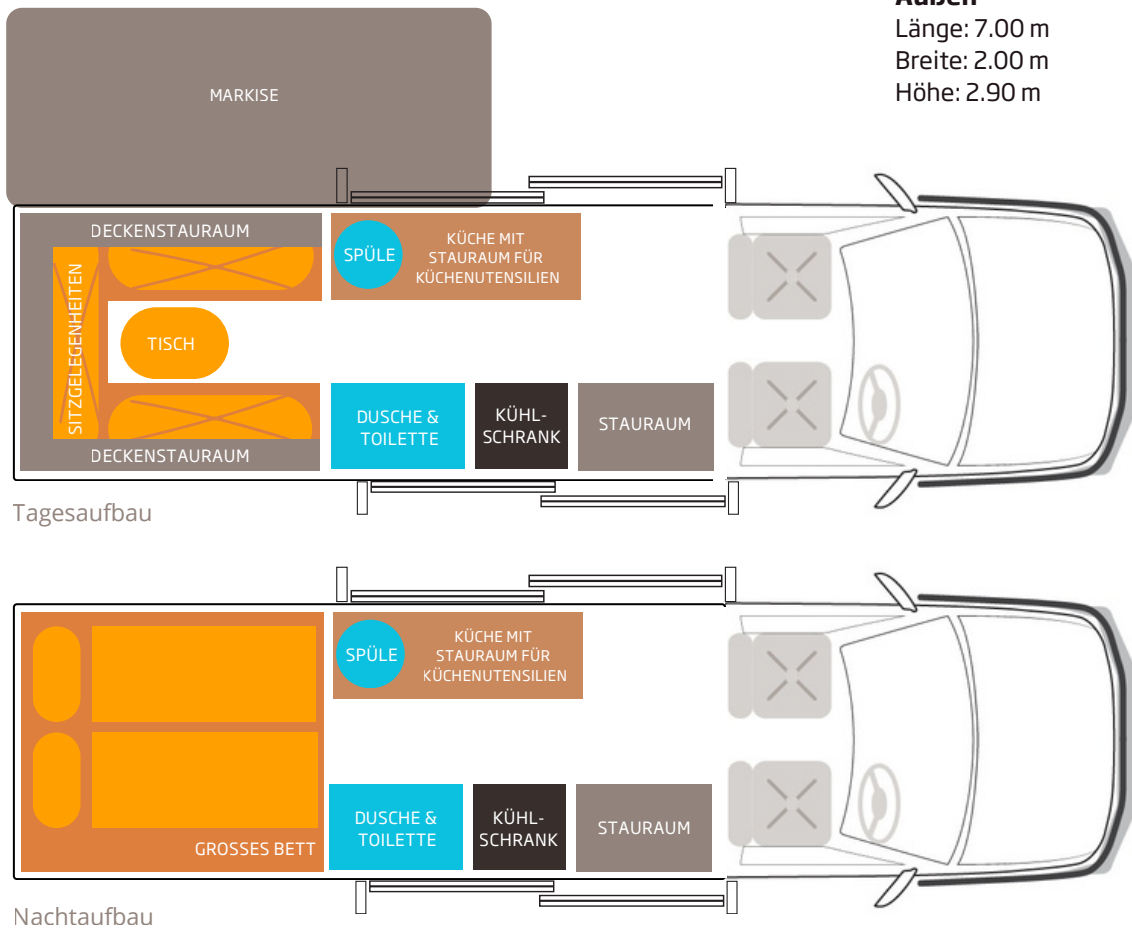 Außen
Länge: 7.00 m
Breite: 2.00 m
Höhe: 2.90 m
MARKISE
DECKENSTAURAUM
SITZGELEGENHEITEN
TISCH
DECKENSTAURAUM
SPÜLE
KÜCHE MIT
STAURAUM FÜR
KÜCHENUTENSILIEN
DUSCHE &
TOILETTE
KÜHL-
SCHRANK
STAURAUM
Tagesaufbau
SPÜLE
KÜCHE MIT
STAURAUM FÜR
KÜCHENUTENSILIEN
GROSSES BETT
DUSCHE &
TOILETTE
KÜHL-
SCHRANK
STAURAUM
Nachtaufbau